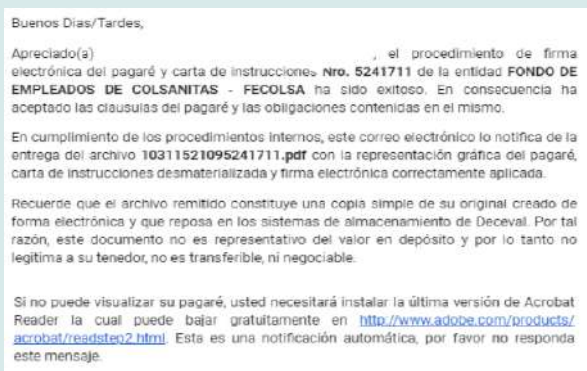 Buenos Dias/Tardes,
Apreciado(a) , el procedimiento de firma
electrónica del pagaré y carta de instrucciones Nro. 5241711 de la entidad FONDO DE
EMPLEADOS DE COLSANITAS - FECOLSA ha sido exitoso. En consecuencia ha
aceptado las clausulas del pagaré y las obligaciones contenidas en el mismo.
En cumplimiento de los procedimientos internos, este correo electrónico lo notifica de la
entrega del archivo 10311521095241711.pdf con la representación gráfica del pagaré,
carta de instrucciones desmaterializada y firma electrónica correctamente aplicada.
Recuerde que el archivo remitido constituye una copia simple de su original creado de
forma electrónica y que reposa en los sistemas de almacenamiento de Deceval. Por tal
razón, este documento no es representativo del valor en depósito y por lo tanto no
legitima a su tenedor, no es transferible, ni negociable.
Si no puede visualizar su pagaré, usted necesitará instalar la última versión de Acrobat
Reader la cual puede bajar gratuitamente en http://www.adobe.com/products/
acrobat/readstep2.html. Esta es una notificación automática, por favor no responda
este mensaje.